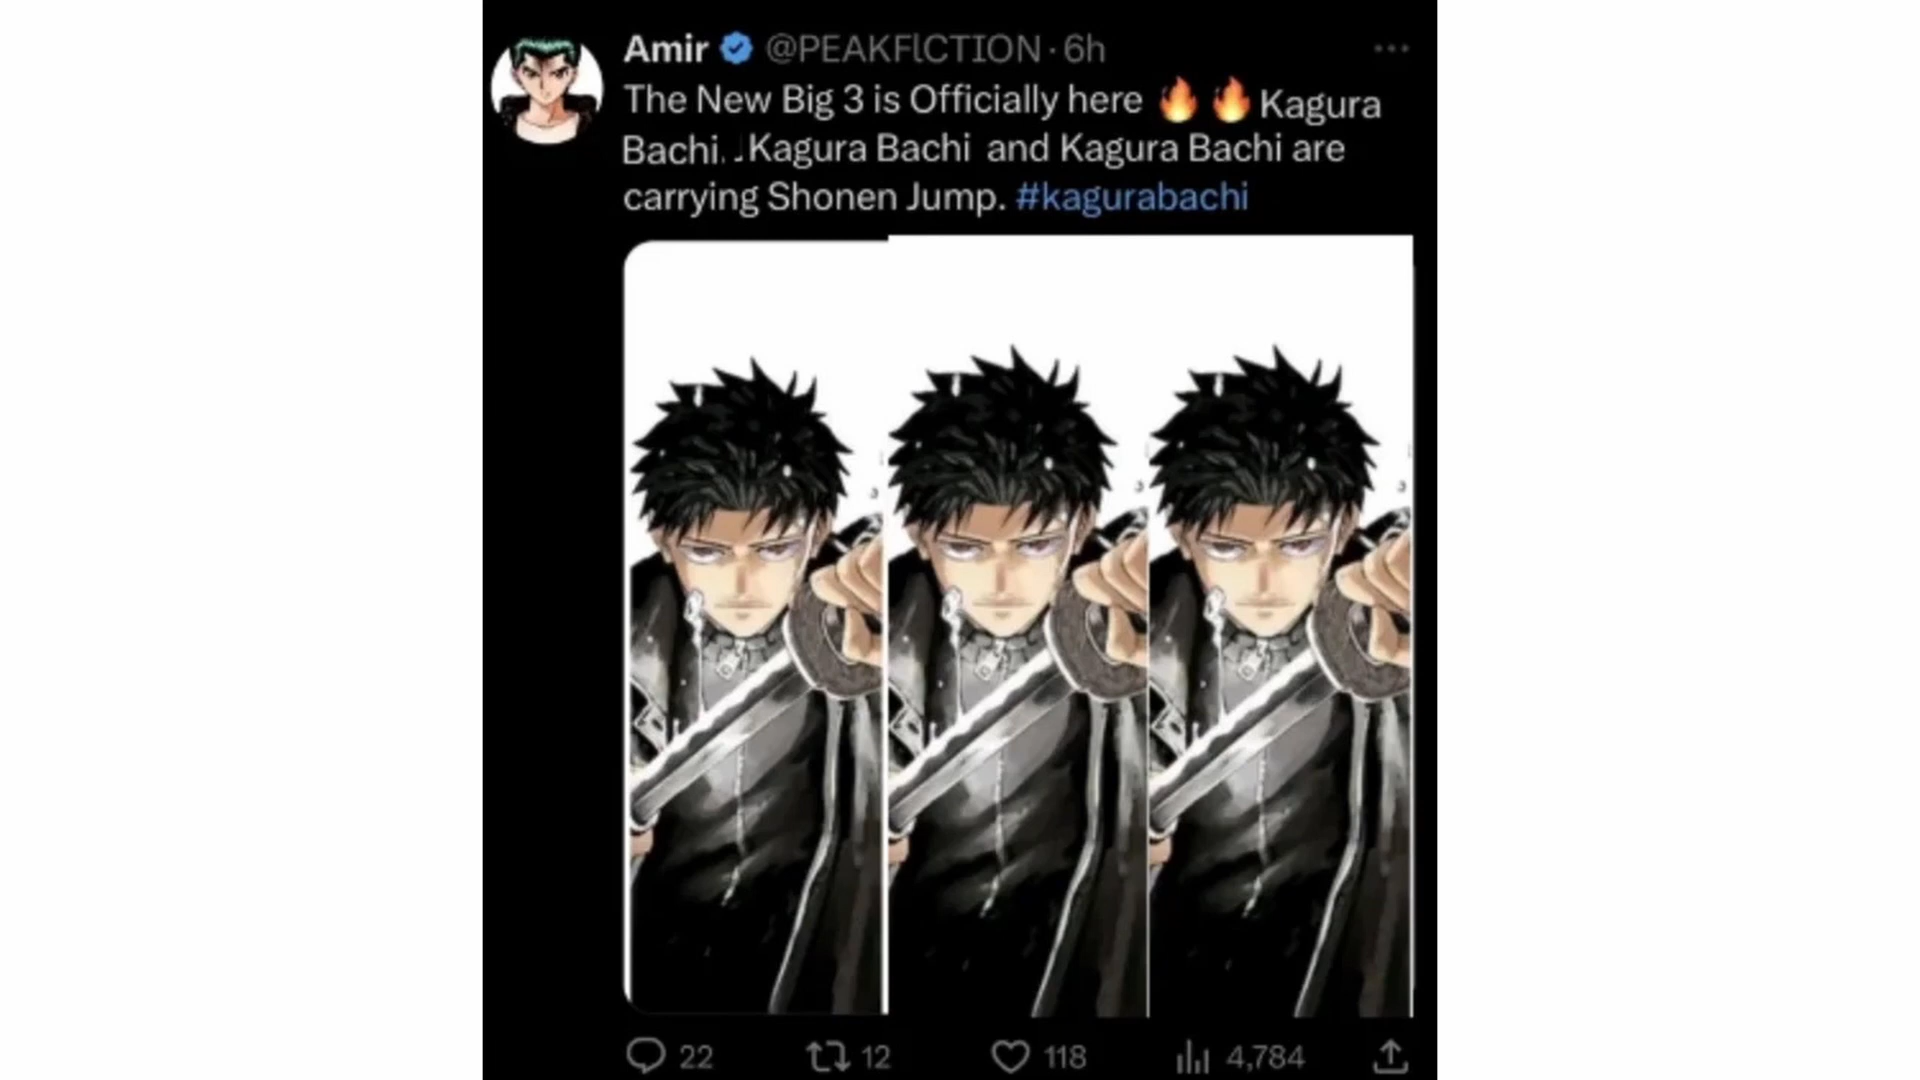 Amir @PEAKFlCTION · 6h
The New Big 3 is Officially here 🔥🔥 Kagura
Bachi. Kagura Bachi and Kagura Bachi are
carrying Shonen Jump. #kagurabachi
22 12 118 4,784